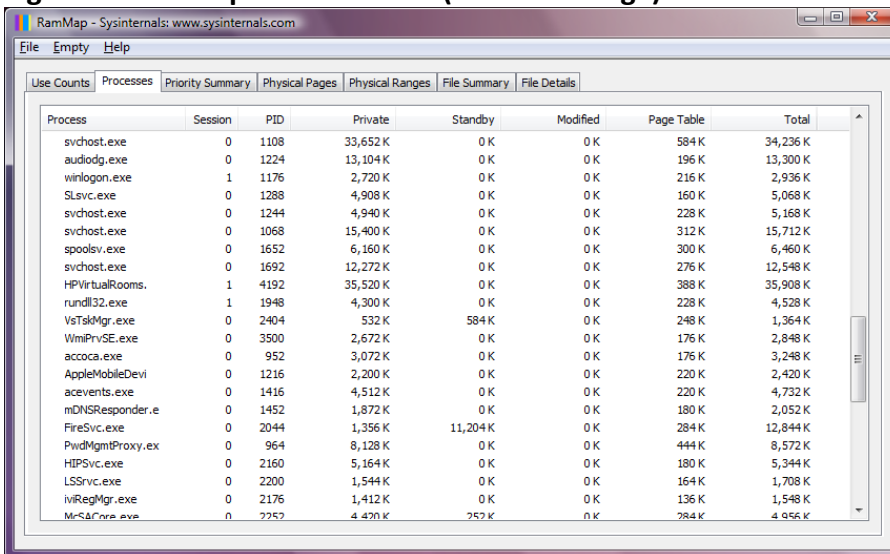 RamMap - Sysinternals: www.sysinternals.com
File Empty Help
Use Counts Processes Priority Summary Physical Pages Physical Ranges File Summary File Details
Process Session PID Private Standby Modified Page Table Total
svchost.exe 0 1108 33,652 K 0 K 0 K 584 K 34,236 K
audiodg.exe 0 1224 13,104 K 0 K 0 K 196 K 13,300 K
winlogon.exe 1 1176 2,720 K 0 K 0 K 216 K 2,936 K
SLsvc.exe 0 1288 4,908 K 0 K 0 K 160 K 5,068 K
svchost.exe 0 1244 4,940 K 0 K 0 K 228 K 5,168 K
svchost.exe 0 1068 15,400 K 0 K 0 K 312 K 15,712 K
spoolsv.exe 0 1652 6,160 K 0 K 0 K 300 K 6,460 K
svchost.exe 0 1692 12,272 K 0 K 0 K 276 K 12,548 K
HPVirtualRooms. 1 4192 35,520 K 0 K 0 K 388 K 35,908 K
rundll32.exe 1 1948 4,300 K 0 K 0 K 228 K 4,528 K
VsTskMgr.exe 0 2404 532 K 584 K 0 K 248 K 1,364 K
WmiPrvSE.exe 0 3500 2,672 K 0 K 0 K 176 K 2,848 K
accoca.exe 0 952 3,072 K 0 K 0 K 176 K 3,248 K
AppleMobileDevi 0 1216 2,200 K 0 K 0 K 220 K 2,420 K
acevents.exe 0 1416 4,512 K 0 K 0 K 220 K 4,732 K
mDNSResponder.e 0 1452 1,872 K 0 K 0 K 180 K 2,052 K
FireSvc.exe 0 2044 1,356 K 11,204 K 0 K 284 K 12,844 K
PwdMgmtProxy.ex 0 964 8,128 K 0 K 0 K 444 K 8,572 K
HIPSvc.exe 0 2160 5,164 K 0 K 0 K 180 K 5,344 K
LSSrvc.exe 0 2200 1,544 K 0 K 0 K 164 K 1,708 K
iviRegMgr.exe 0 2176 1,412 K 0 K 0 K 136 K 1,548 K
McSACore.exe 0 2252 4,420 K 252 K 0 K 284 K 4,956 K